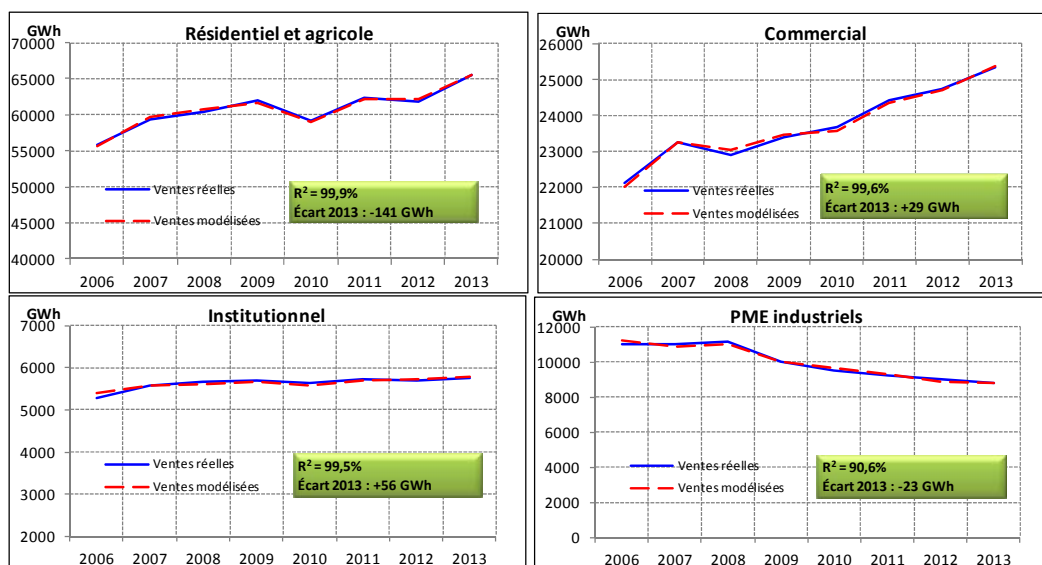 GWh
Résidentiel et agricole
70000
65000
60000
55000
50000
45000
40000
Ventes réelles
Ventes modélisées
R² = 99,9%
Écart 2013 : -141 GWh
2006 2007 2008 2009 2010 2011 2012 2013
GWh
Commercial
26000
25000
24000
23000
22000
21000
20000
Ventes réelles
Ventes modélisées
R² = 99,6%
Écart 2013 : +29 GWh
2006 2007 2008 2009 2010 2011 2012 2013
GWh
Institutionnel
7000
6000
5000
4000
3000
2000
Ventes réelles
Ventes modélisées
R² = 99,5%
Écart 2013 : +56 GWh
2006 2007 2008 2009 2010 2011 2012 2013
GWh
PME industriels
12000
10000
8000
6000
4000
2000
0
Ventes réelles
Ventes modélisées
R² = 90,6%
Écart 2013 : -23 GWh
2006 2007 2008 2009 2010 2011 2012 2013